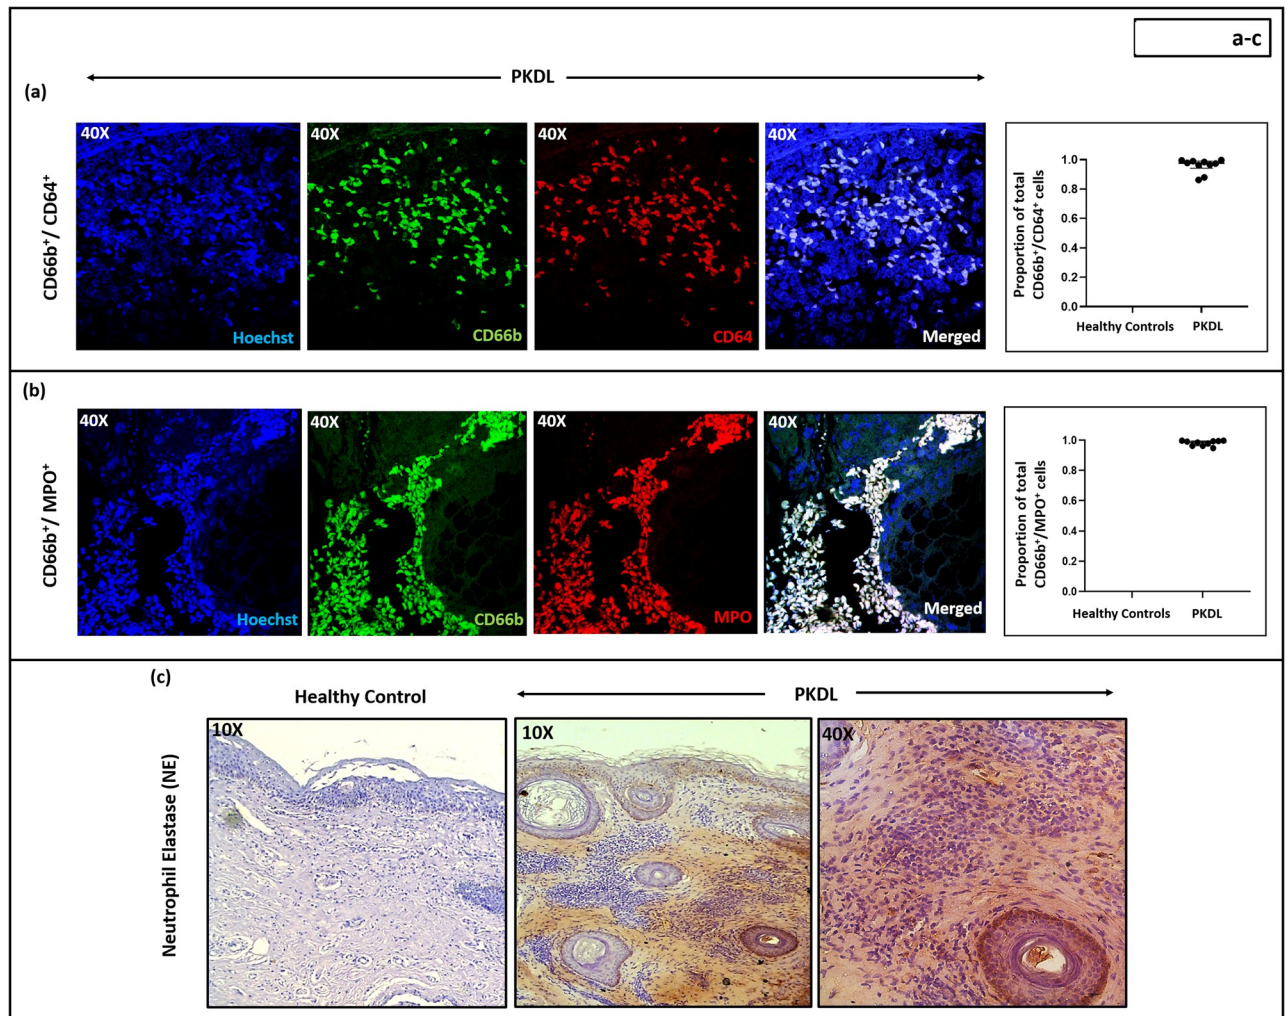 a-c
PKDL
(a)
CD66b⁺/ CD64⁺
40X
Hoechst
40X
CD66b
40X
CD64
40X
Merged
Proportion of total
CD66b⁺/CD64⁺ cells
1.0
0.8
0.6
0.4
0.2
0.0
Healthy Controls
PKDL
(b)
CD66b⁺/ MPO⁺
40X
Hoechst
40X
CD66b
40X
MPO
40X
Merged
Proportion of total
CD66b⁺/MPO⁺ cells
1.0
0.8
0.6
0.4
0.2
0.0
Healthy Controls
PKDL
(c)
Healthy Control
PKDL
Neutrophil Elastase (NE)
10X
10X
40X